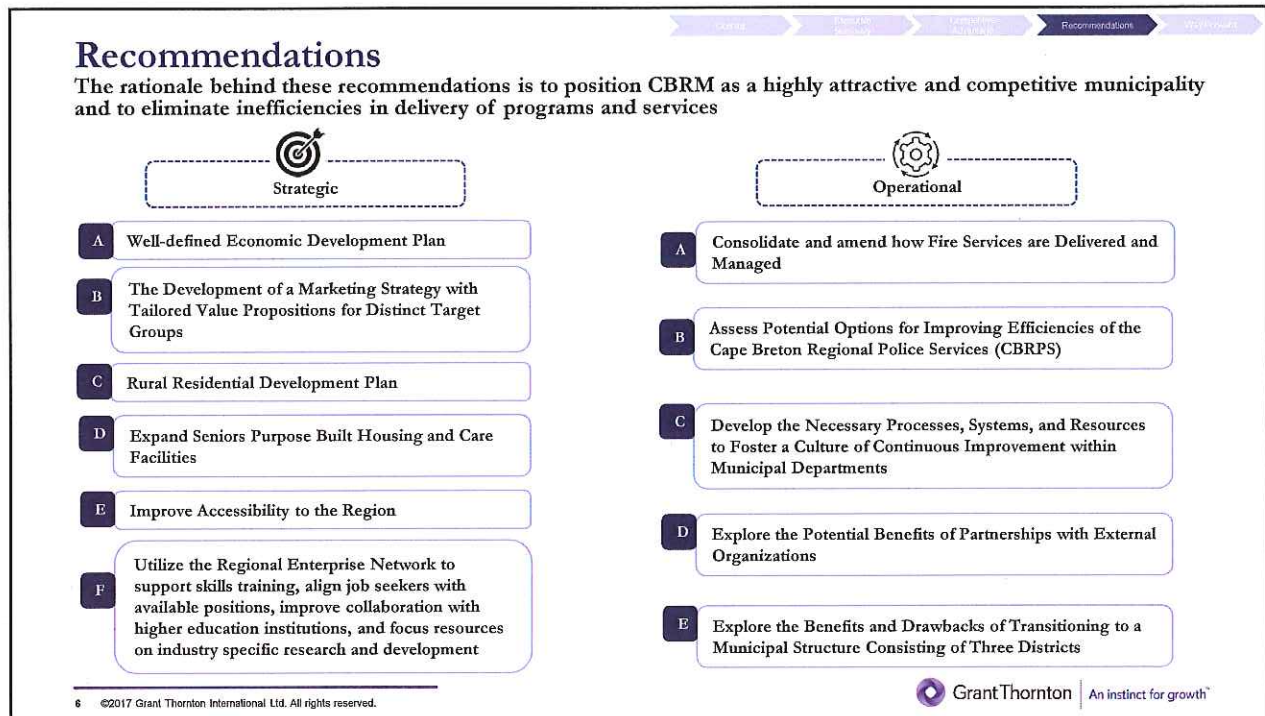 Recommendations
Recommendations
The rationale behind these recommendations is to position CBRM as a highly attractive and competitive municipality
and to eliminate inefficiencies in delivery of programs and services
Strategic
A
Well-defined Economic Development Plan
B
The Development of a Marketing Strategy with
Tailored Value Propositions for Distinct Target
Groups
C
Rural Residential Development Plan
D
Expand Seniors Purpose Built Housing and Care
Facilities
E
Improve Accessibility to the Region
F
Utilize the Regional Enterprise Network to
support skills training, align job seekers with
available positions, improve collaboration with
higher education institutions, and focus resources
on industry specific research and development
Operational
A
Consolidate and amend how Fire Services are Delivered and
Managed
B
Assess Potential Options for Improving Efficiencies of the
Cape Breton Regional Police Services (CBRPS)
C
Develop the Necessary Processes, Systems, and Resources
to Foster a Culture of Continuous Improvement within
Municipal Departments
D
Explore the Potential Benefits of Partnerships with External
Organizations
E
Explore the Benefits and Drawbacks of Transitioning to a
Municipal Structure Consisting of Three Districts
6 ©2017 Grant Thornton International Ltd. All rights reserved.
GrantThornton An instinct for growth™